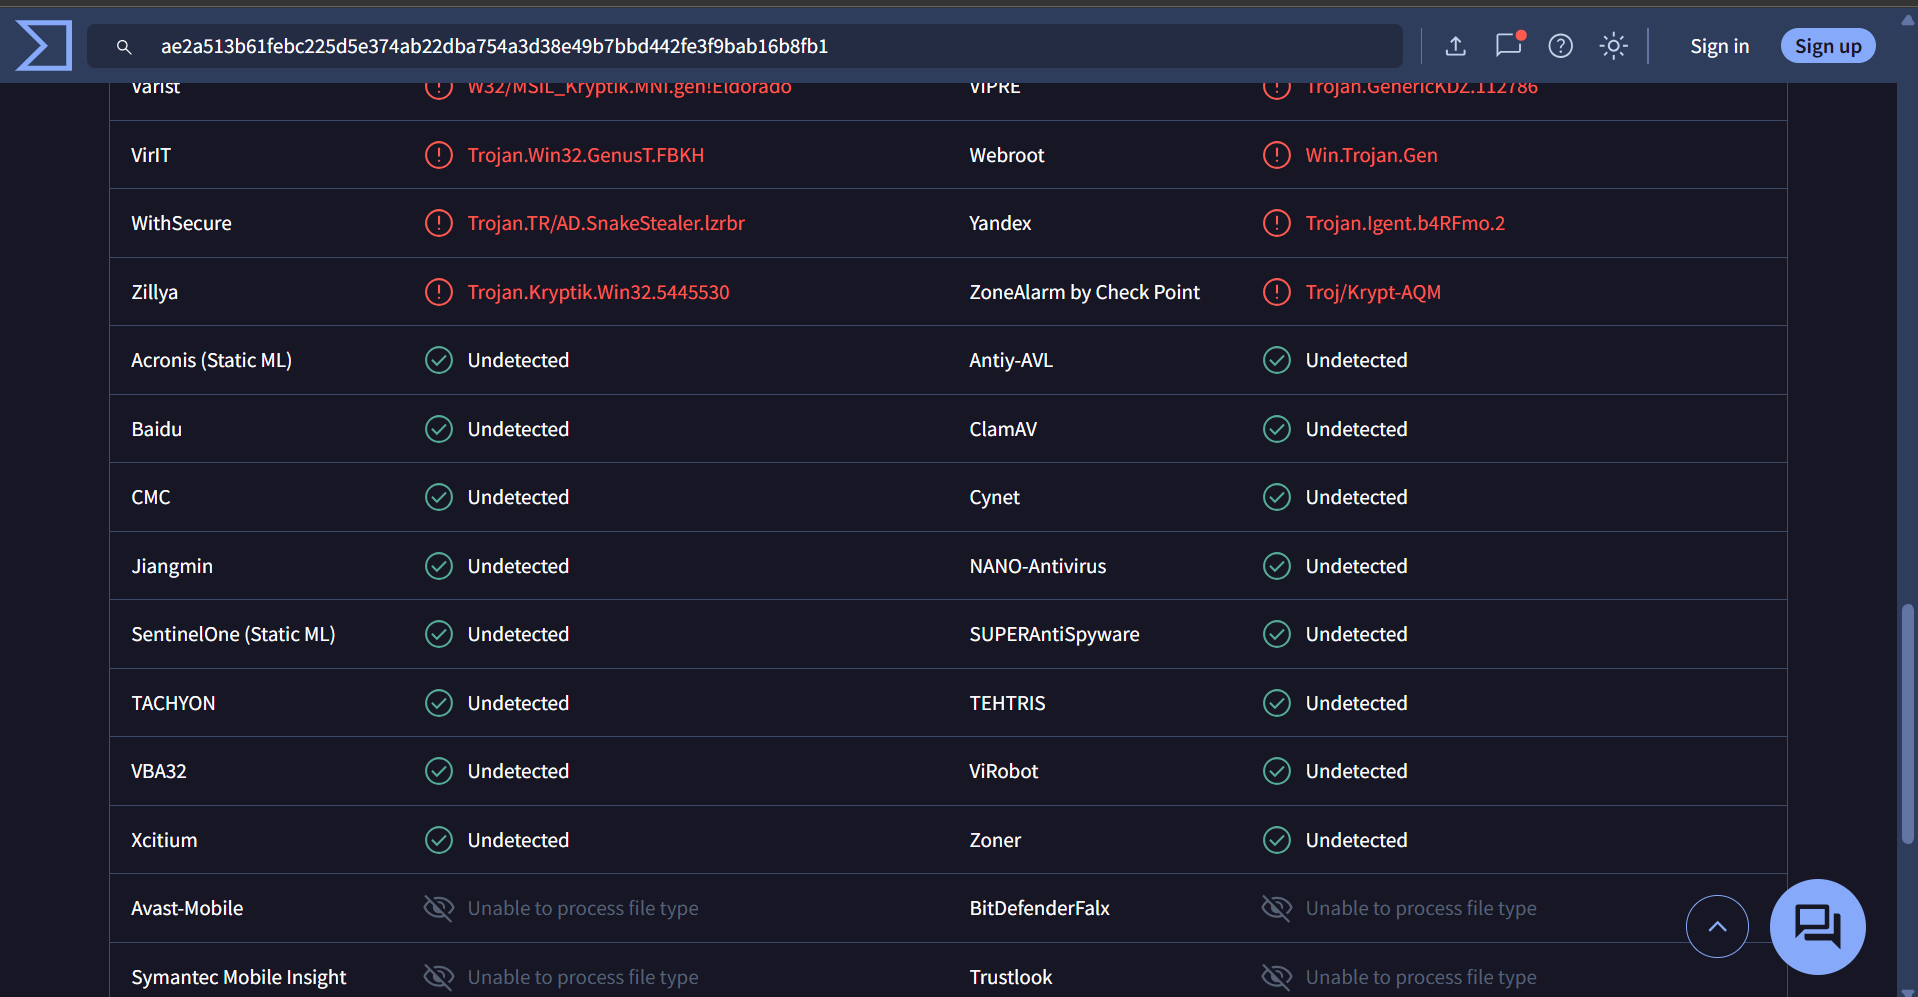 ae2a513b61febc225d5e374ab22dba754a3d38e49b7bbd442fe3f9bab16b8fb1
Sign in
Sign up
Varist W32/MSIL_Kryptik.MNI.gen!Eldorado VIPRE Trojan.GenericKDZ.112786
VirIT Trojan.Win32.GenusT.FBKH Webroot Win.Trojan.Gen
WithSecure Trojan.TR/AD.SnakeStealer.lzrbr Yandex Trojan.Igent.b4RFmo.2
Zillya Trojan.Kryptik.Win32.5445530 ZoneAlarm by Check Point Troj/Krypt-AQM
Acronis (Static ML) Undetected Antiy-AVL Undetected
Baidu Undetected ClamAV Undetected
CMC Undetected Cynet Undetected
Jiangmin Undetected NANO-Antivirus Undetected
SentinelOne (Static ML) Undetected SUPERAntiSpyware Undetected
TACHYON Undetected TEHTRIS Undetected
VBA32 Undetected ViRobot Undetected
Xcitium Undetected Zoner Undetected
Avast-Mobile Unable to process file type BitDefenderFalx Unable to process file type
Symantec Mobile Insight Unable to process file type Trustlook Unable to process file type